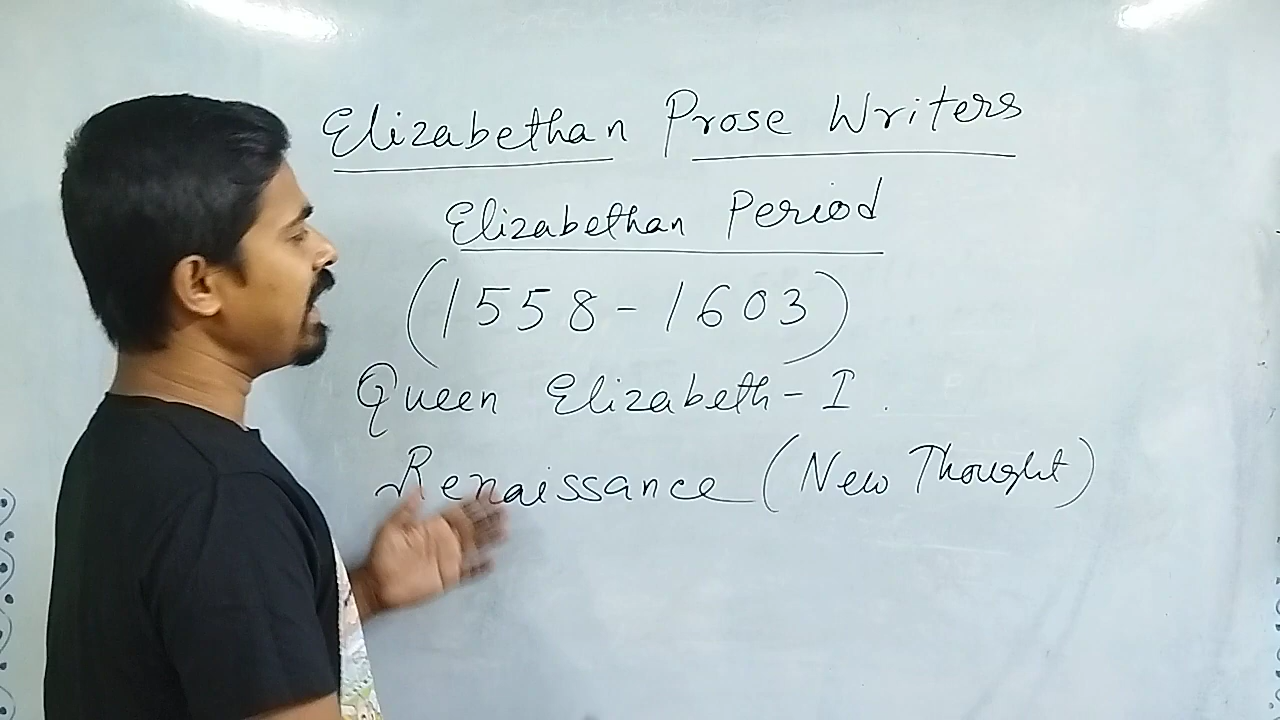 Elizabethan Prose Writers
Elizabethan Period
(1558-1603)
Queen Elizabeth-I.
Renaissance (New Thought)